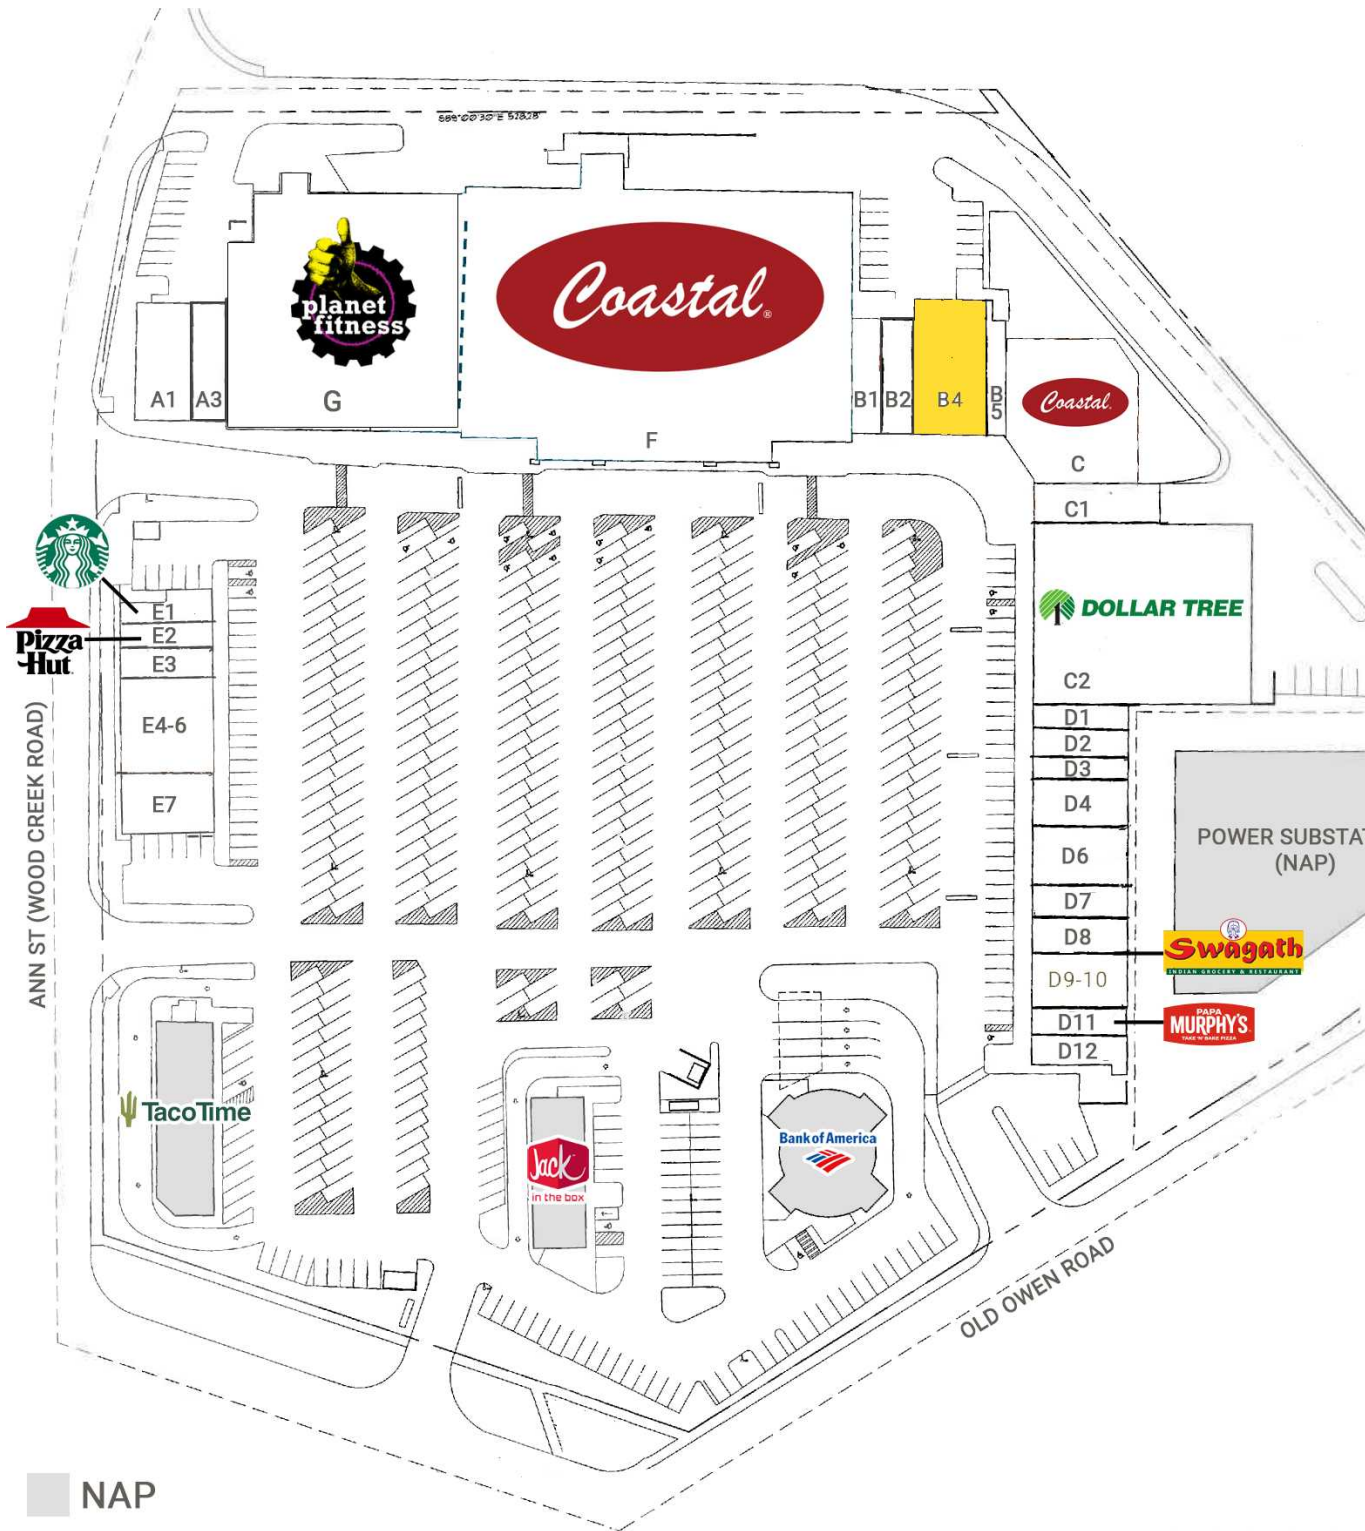 S89°00'30"E 528.28'
planet
fitness
Coastal®
A1
A3
G
F
B1
B2
B4
B
5
Coastal.
C
C1
E1
Pizza
Hut
E2
E3
DOLLAR TREE
C2
E4-6
D1
D2
D3
E7
D4
ANN ST (WOOD CREEK ROAD)
D6
POWER SUBSTAT
(NAP)
D7
D8
Swagath
INDIAN GROCERY & RESTAURANT
D9-10
D11
PAPA
MURPHY'S
TAKE 'N' BAKE PIZZA
D12
TacoTime
Bank of America
Jack
in the box
OLD OWEN ROAD
NAP